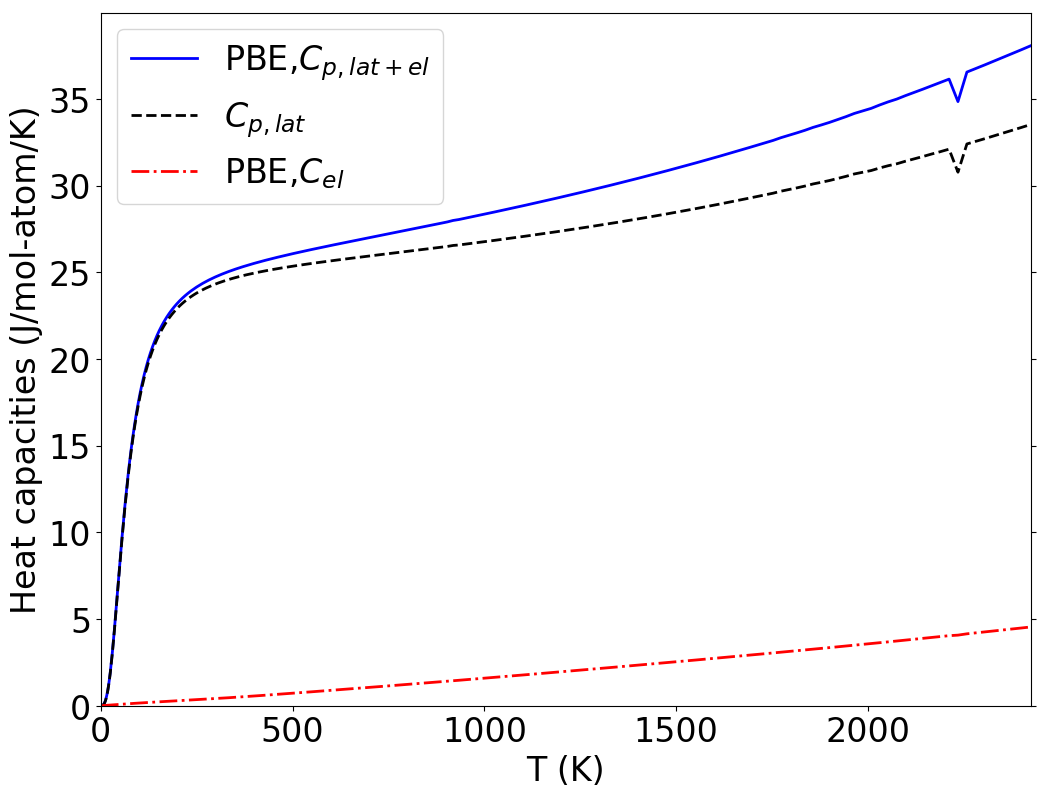 PBE,C_{p, lat+el}
C_{p, lat}
PBE,C_{el}
Heat capacities (J/mol-atom/K)
35
30
25
20
15
10
5
0
0 500 1000 1500 2000
T (K)